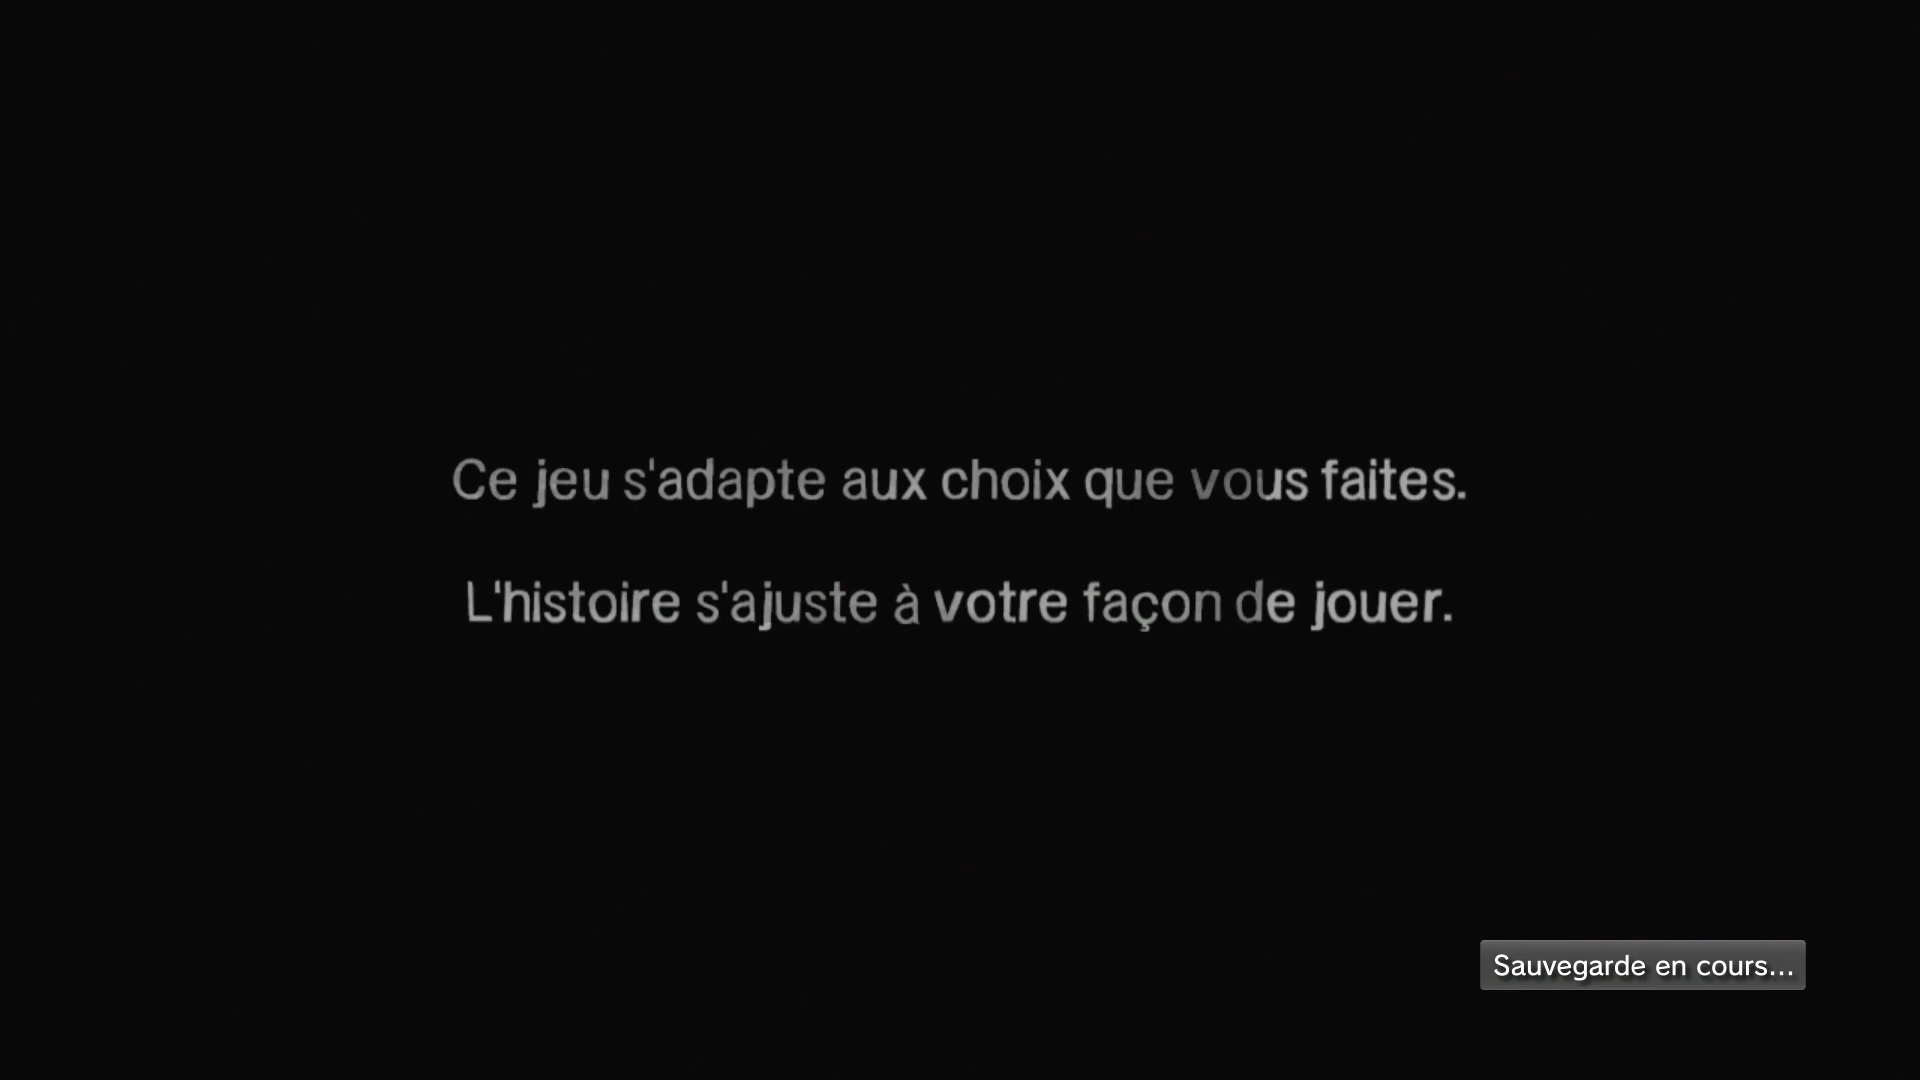 Ce jeu s'adapte aux choix que vous faites.
L'histoire s'ajuste à votre façon de jouer.
Sauvegarde en cours...